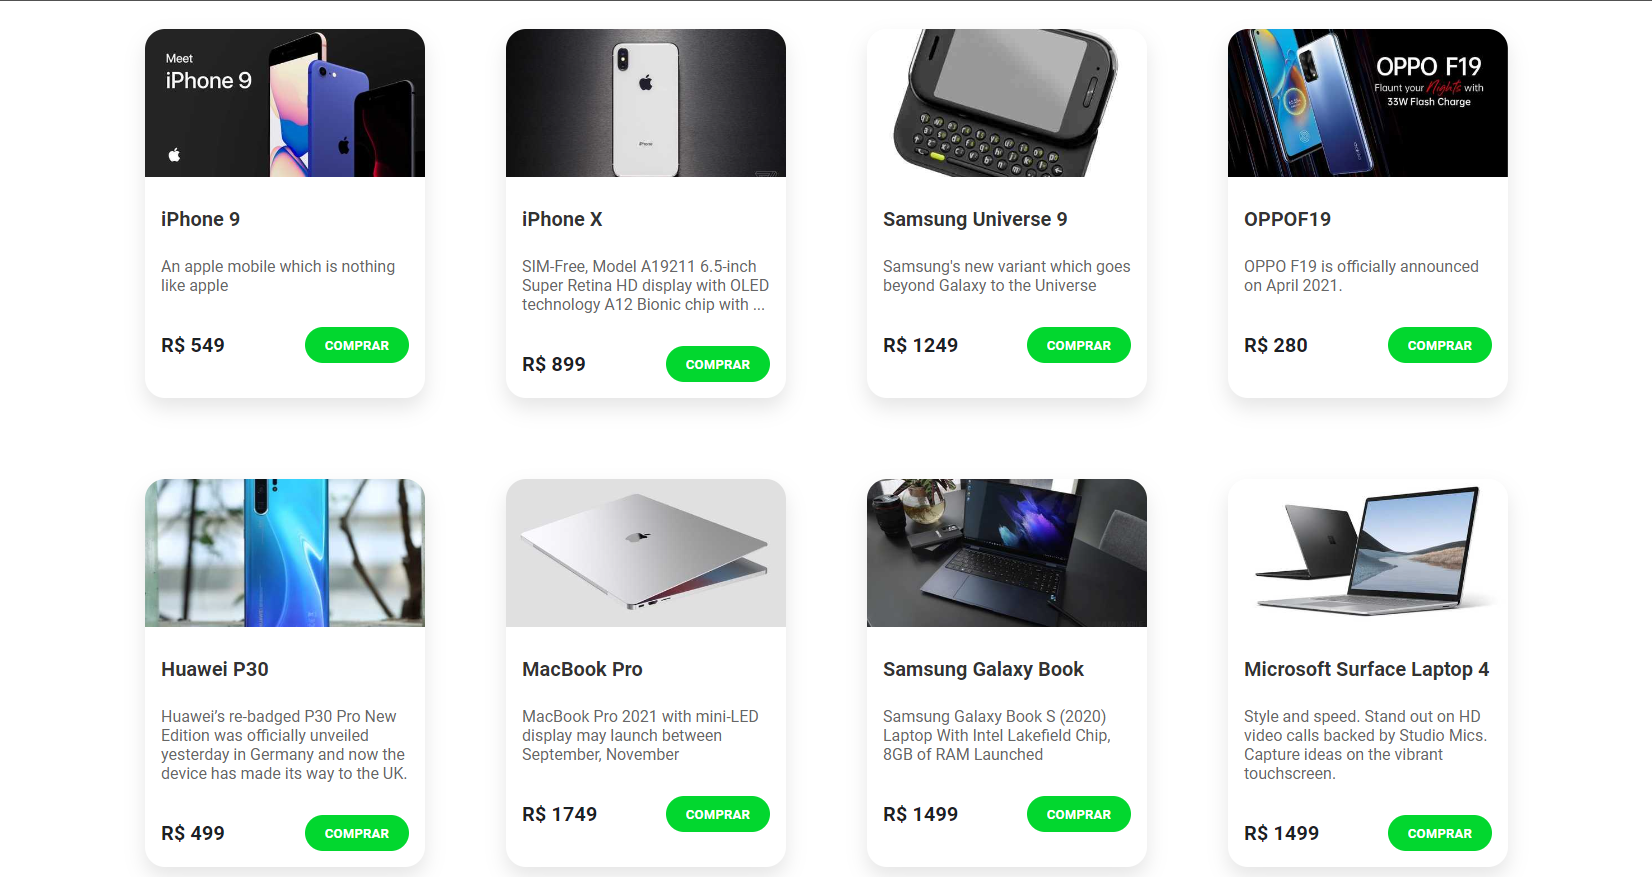 Meet
iPhone 9
iPhone
OPPO F19
Flaunt your Nights with
33W Flash Charge
iPhone 9
An apple mobile which is nothing
like apple
R$ 549
COMPRAR
iPhone X
SIM-Free, Model A19211 6.5-inch
Super Retina HD display with OLED
technology A12 Bionic chip with ...
R$ 899
COMPRAR
Samsung Universe 9
Samsung's new variant which goes
beyond Galaxy to the Universe
R$ 1249
COMPRAR
OPPOF19
OPPO F19 is officially announced
on April 2021.
R$ 280
COMPRAR
Huawei P30
Huawei’s re-badged P30 Pro New
Edition was officially unveiled
yesterday in Germany and now the
device has made its way to the UK.
R$ 499
COMPRAR
MacBook Pro
MacBook Pro 2021 with mini-LED
display may launch between
September, November
R$ 1749
COMPRAR
Samsung Galaxy Book
Samsung Galaxy Book S (2020)
Laptop With Intel Lakefield Chip,
8GB of RAM Launched
R$ 1499
COMPRAR
Microsoft Surface Laptop 4
Style and speed. Stand out on HD
video calls backed by Studio Mics.
Capture ideas on the vibrant
touchscreen.
R$ 1499
COMPRAR